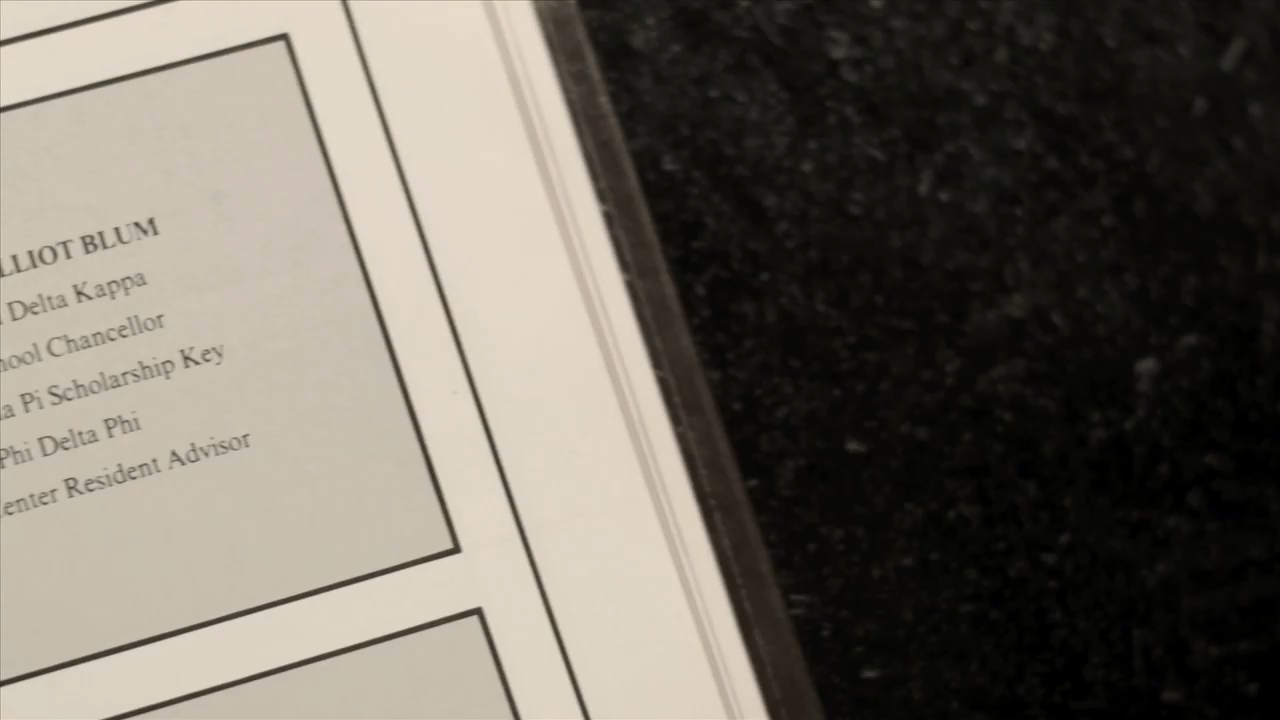 LLIOT BLUM
Delta Kappa
hool Chancellor
a Pi Scholarship Key
Phi Delta Phi
enter Resident Advisor